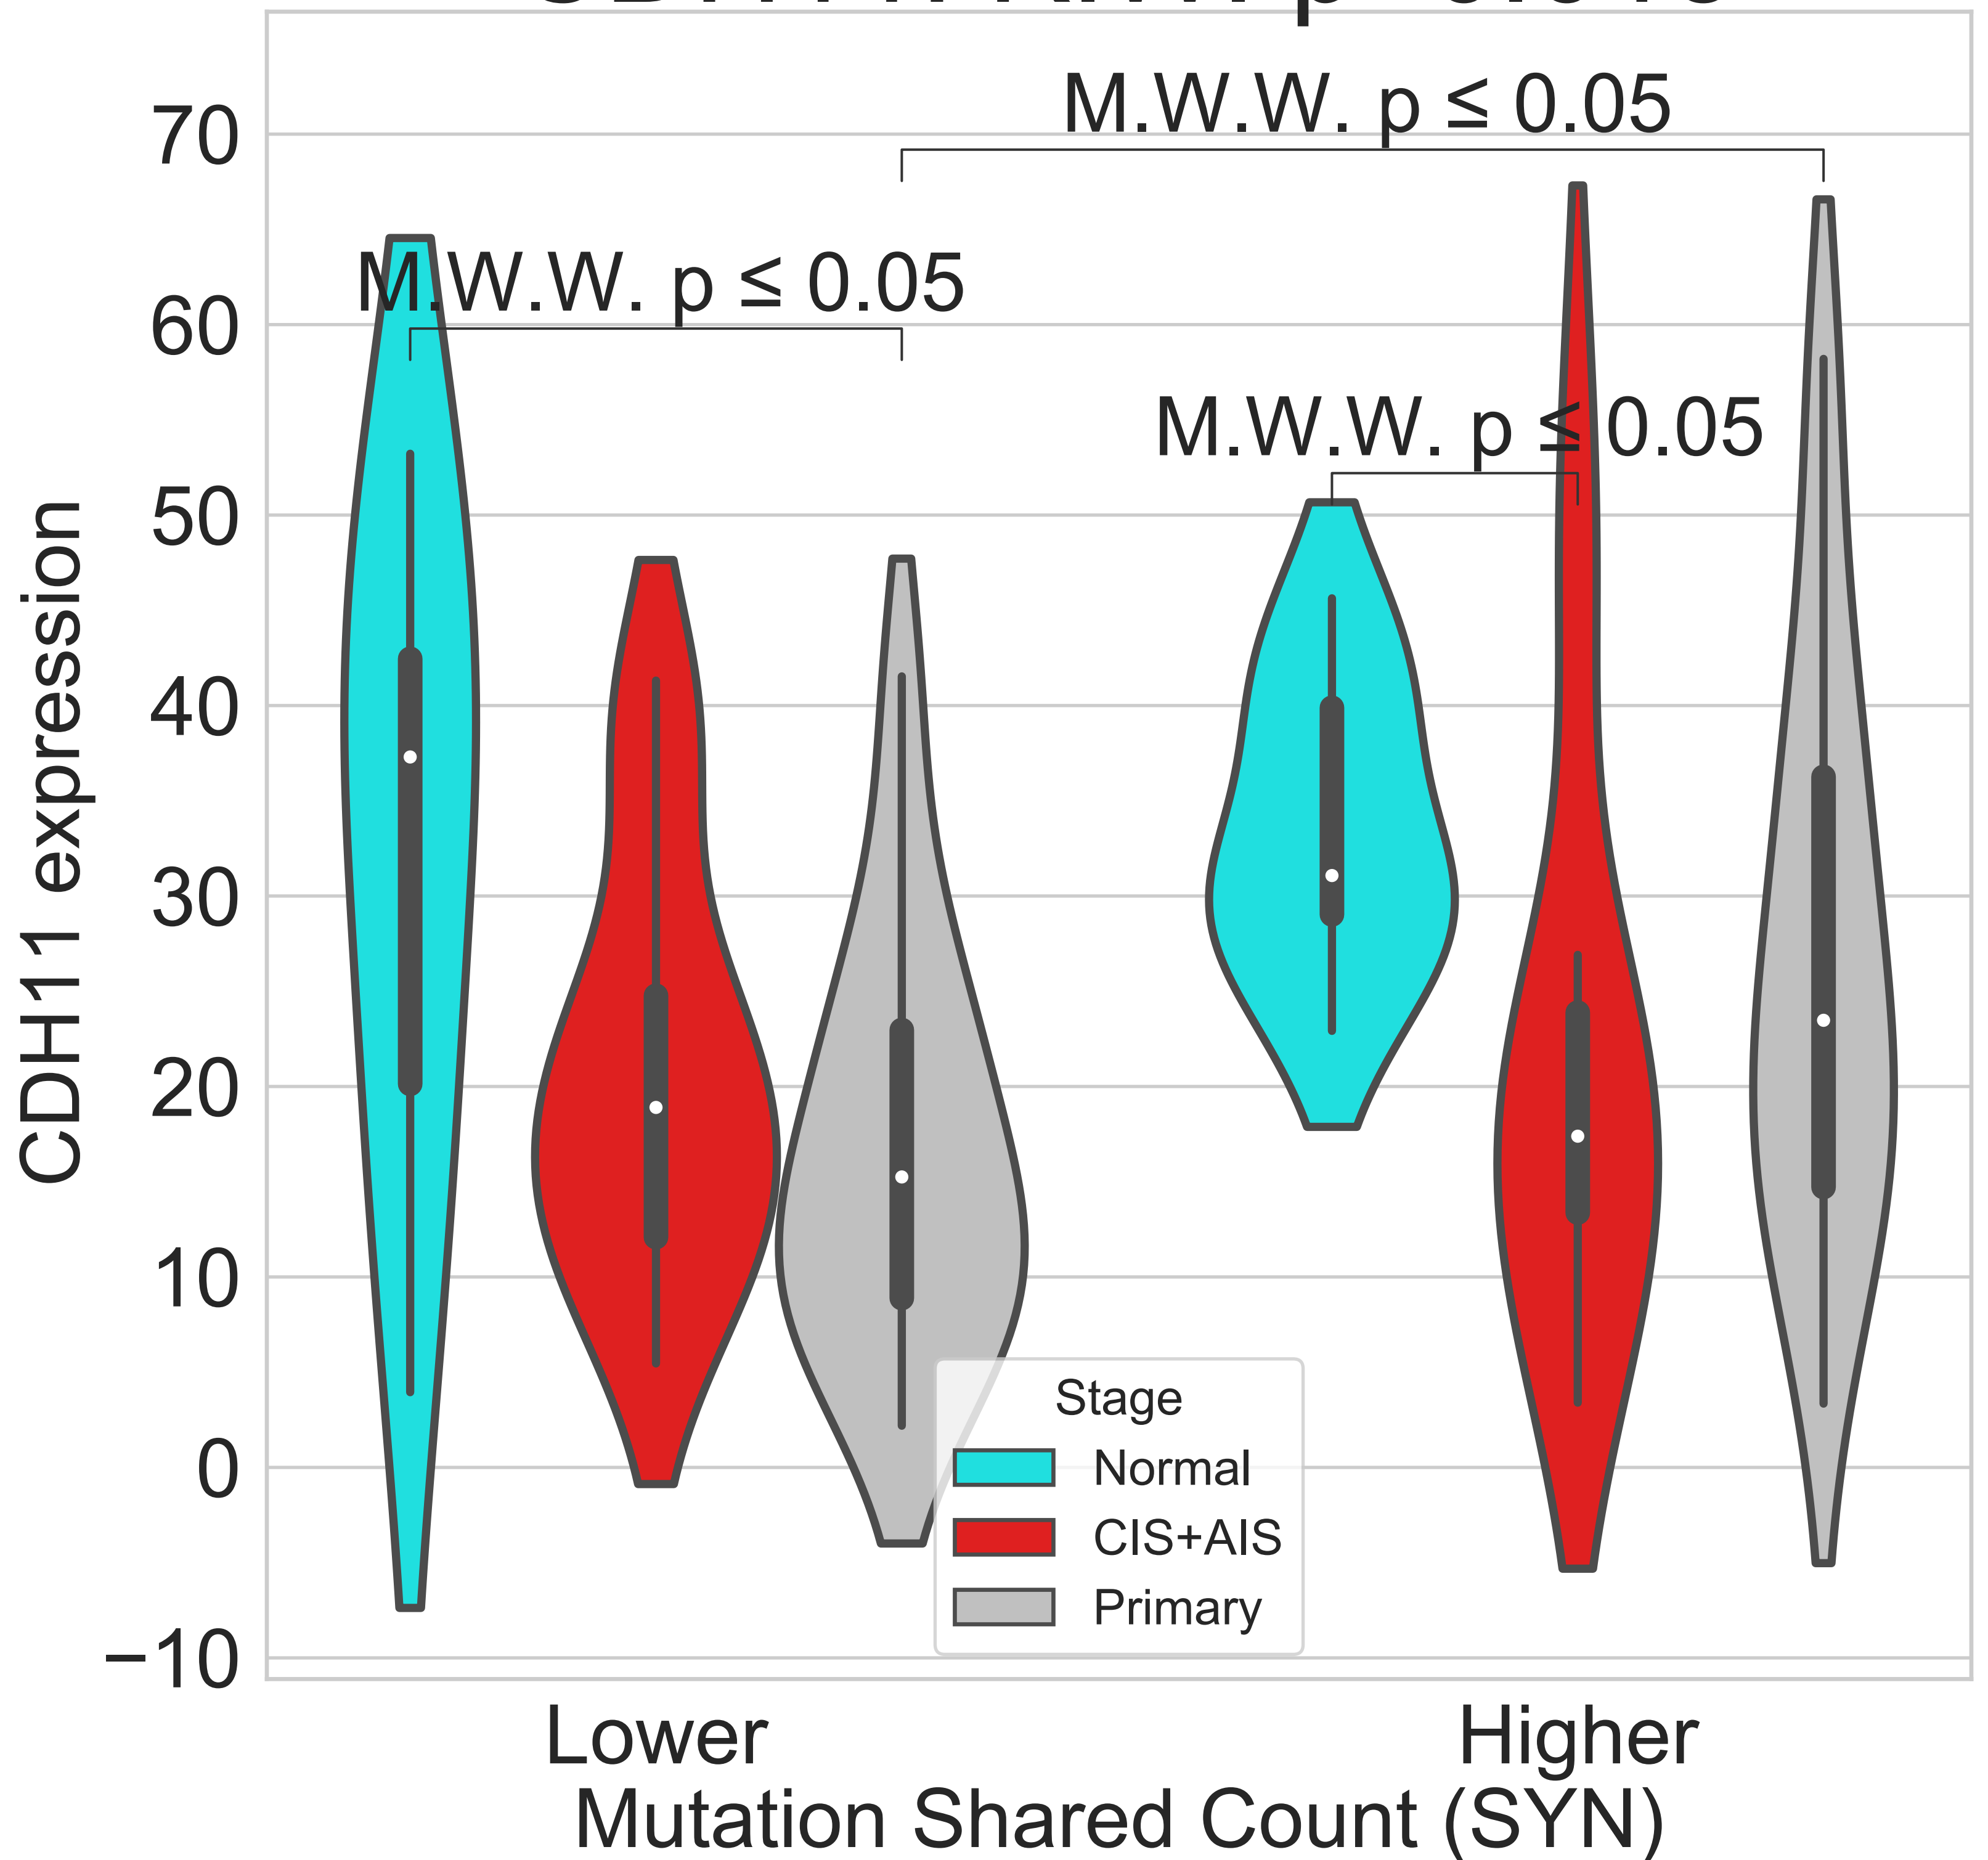 M.W.W. p ≤ 0.05
M.W.W. p ≤ 0.05
M.W.W. p ≤ 0.05
70
60
50
40
30
20
10
0
−10
CDH11 expression
Stage
Normal
CIS+AIS
Primary
Lower
Higher
Mutation Shared Count (SYN)